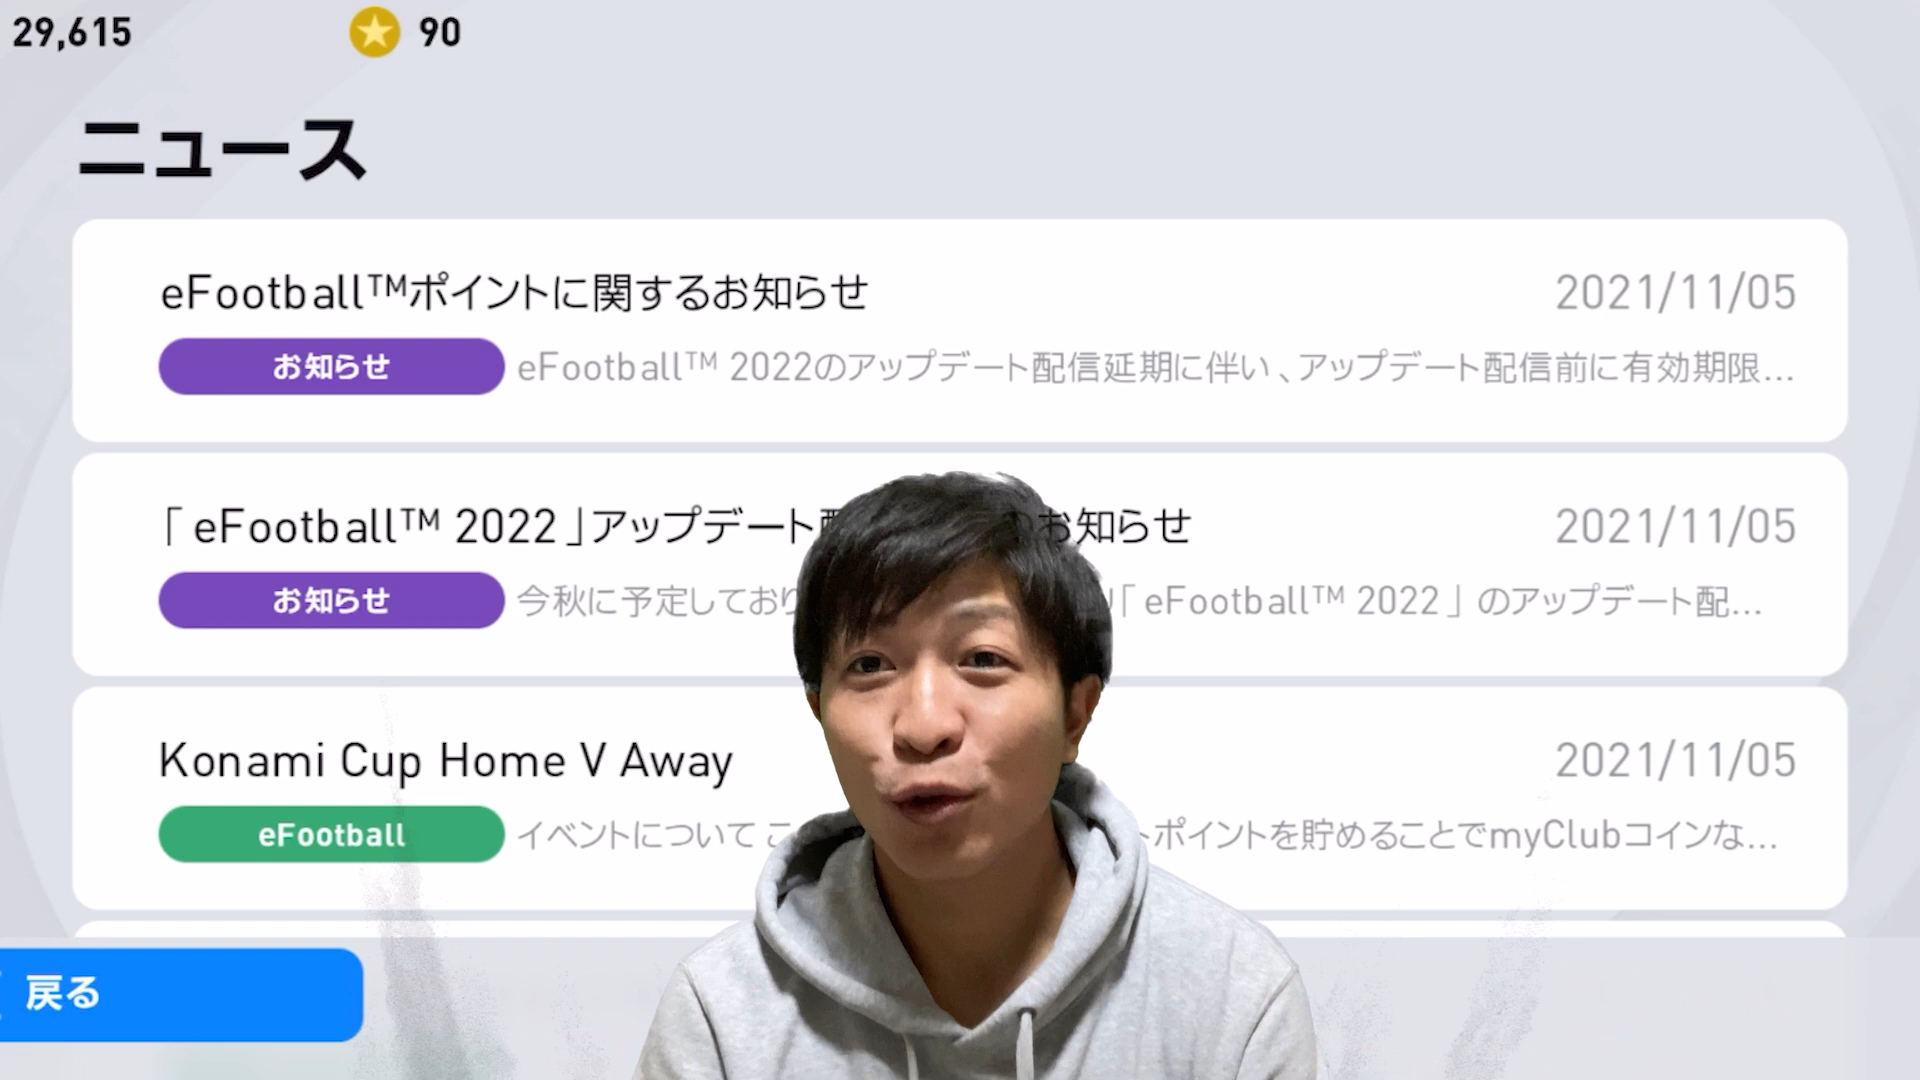 29,615
90
ニュース
eFootball™ポイントに関するお知らせ
2021/11/05
お知らせ
eFootball™ 2022のアップデート配信延期に伴い、アップデート配信前に有効期限...
「eFootball™ 2022」アップデート お知らせ
2021/11/05
お知らせ
今秋に予定しており 「eFootball™ 2022」のアップデート配...
Konami Cup Home V Away
2021/11/05
eFootball
イベントについて こ ポイントを貯めることでmyClubコインな...
戻る